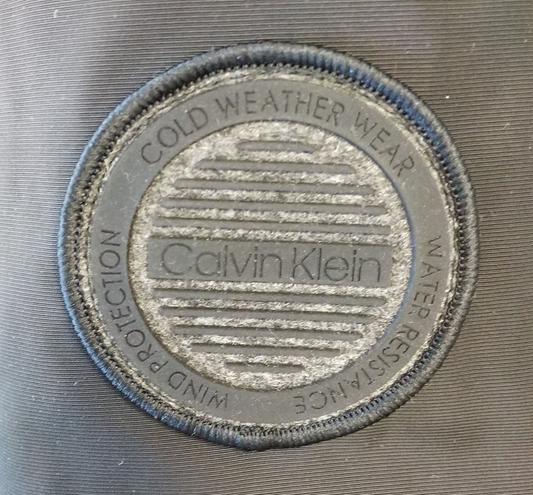 COLD WEATHER WEAR
Calvin Klein
WATER RESISTANCE
WIND PROTECTION